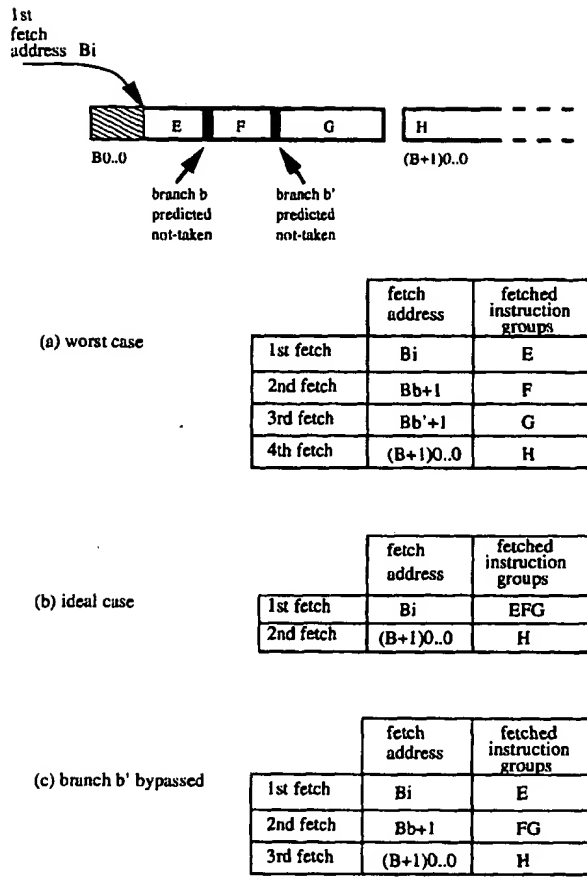 1st
fetch
address Bi
E F G H
B0..0 (B+1)0..0
branch b branch b'
predicted predicted
not-taken not-taken
(a) worst case
fetch fetched
address instruction
groups
1st fetch Bi E
2nd fetch Bb+1 F
3rd fetch Bb'+1 G
4th fetch (B+1)0..0 H
(b) ideal case
fetch fetched
address instruction
groups
1st fetch Bi EFG
2nd fetch (B+1)0..0 H
(c) branch b' bypassed
fetch fetched
address instruction
groups
1st fetch Bi E
2nd fetch Bb+1 FG
3rd fetch (B+1)0..0 H